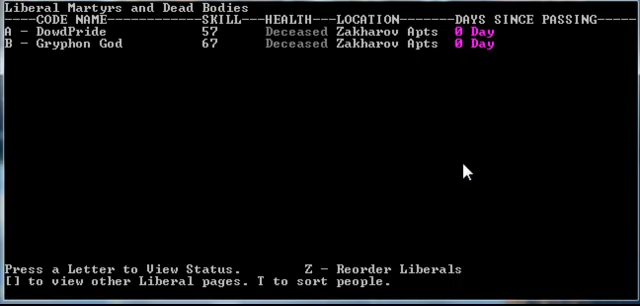 Liberal Martyrs and Dead Bodies
----CODE NAME------------SKILL---HEALTH---LOCATION-------DAYS SINCE PASSING-----
A - DowdPride 57 Deceased Zakharov Apts 0 Day
B - Gryphon God 67 Deceased Zakharov Apts 0 Day
Press a Letter to View Status. Z - Reorder Liberals
[] to view other Liberal pages. T to sort people.